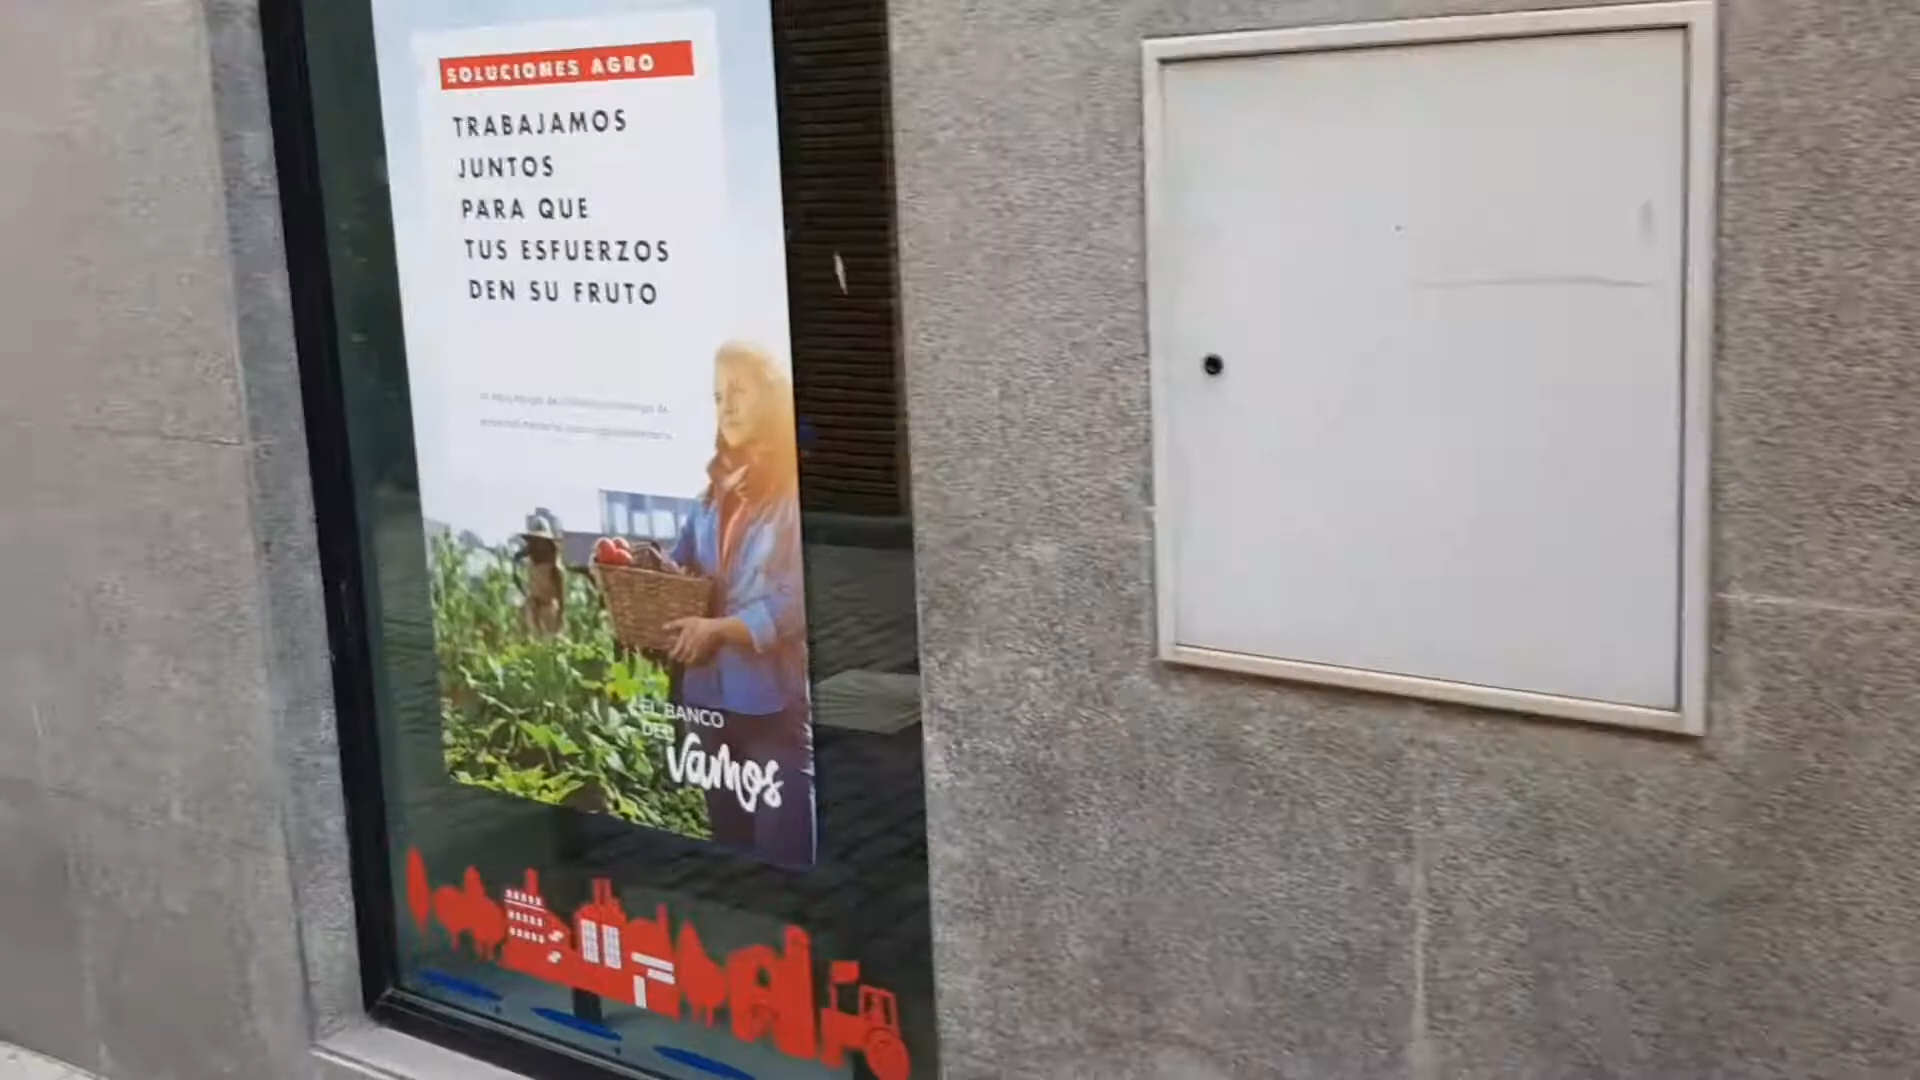 SOLUCIONES AGRO
TRABAJAMOS
JUNTOS
PARA QUE
TUS ESFUERZOS
DEN SU FRUTO
EL BANCO
DEL
vamos